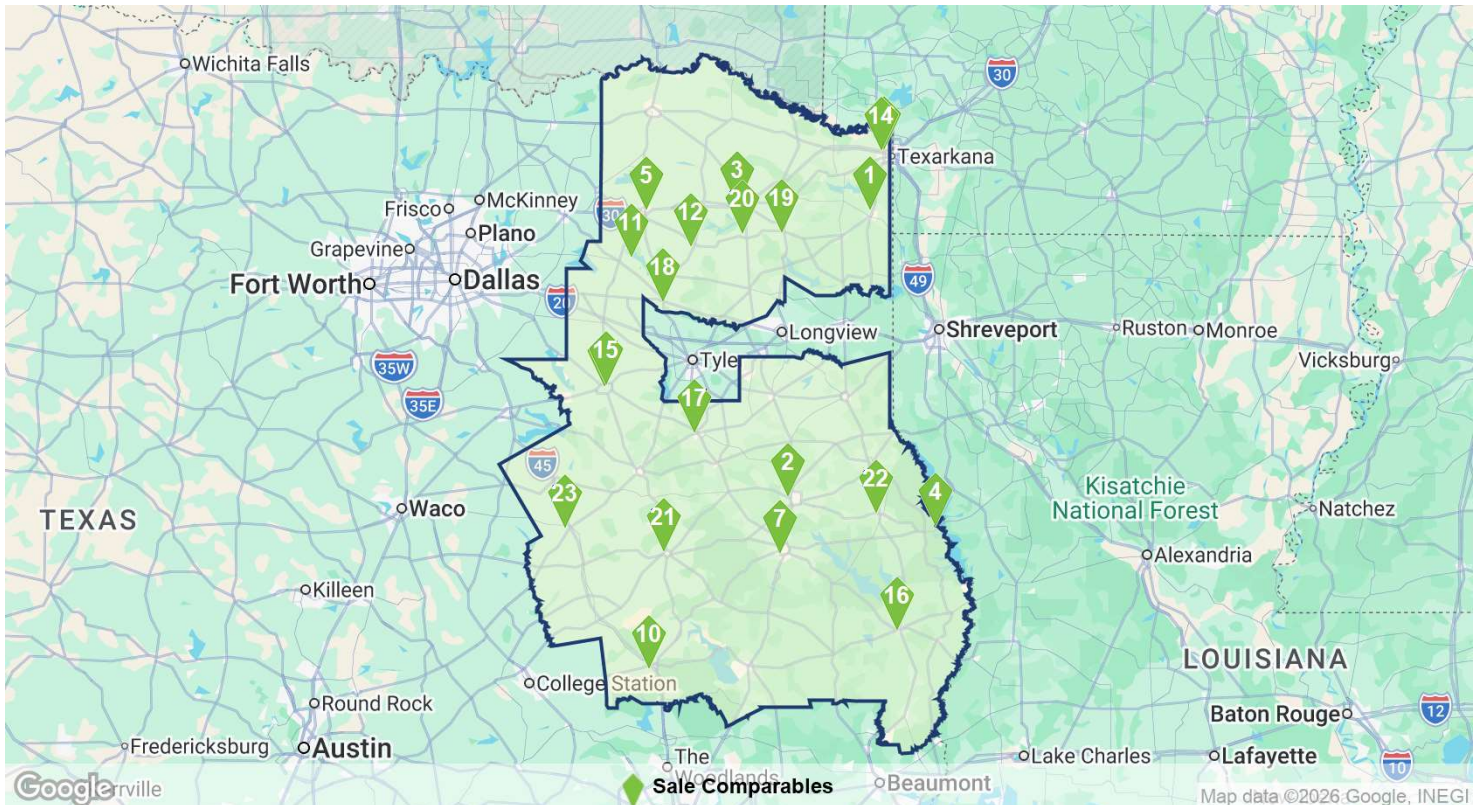 Wichita Falls
30
14
Texarkana
5
3
1
McKinney
Frisco
30
12
20
19
Plano
11
Grapevine
18
Fort Worth
Dallas
49
20
Longview
Shreveport
Ruston
Monroe
15
Tyle
Vicksburg
35W
35E
17
45
2
22
4
Kisatchie
National Forest
23
Waco
TEXAS
21
7
Natchez
Alexandria
Killeen
16
10
LOUISIANA
College Station
Round Rock
12
Baton Rouge
Fredericksburg
Austin
The
Woodlands
Lake Charles
Lafayette
10
Beaumont
Google
rrville
Sale Comparables
Map data ©2026 Google, INEGI